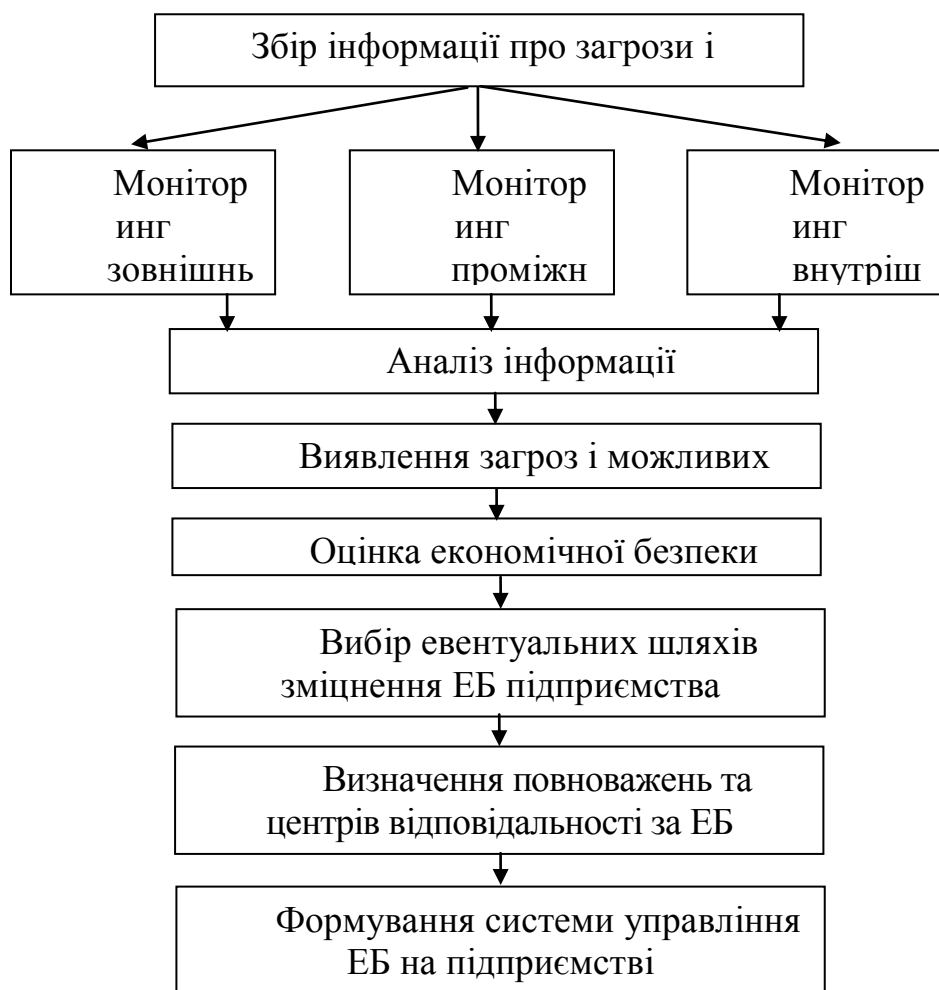 Збір інформації про загрози і
Монітор
инг
зовнішнь
Монітор
инг
проміжн
Монітор
инг
внутріш
Аналіз інформації
Виявлення загроз і можливих
Оцінка економічної безпеки
Вибір евентуальних шляхів
зміцнення ЕБ підприємства
Визначення повноважень та
центрів відповідальності за ЕБ
Формування системи управління
ЕБ на підприємстві